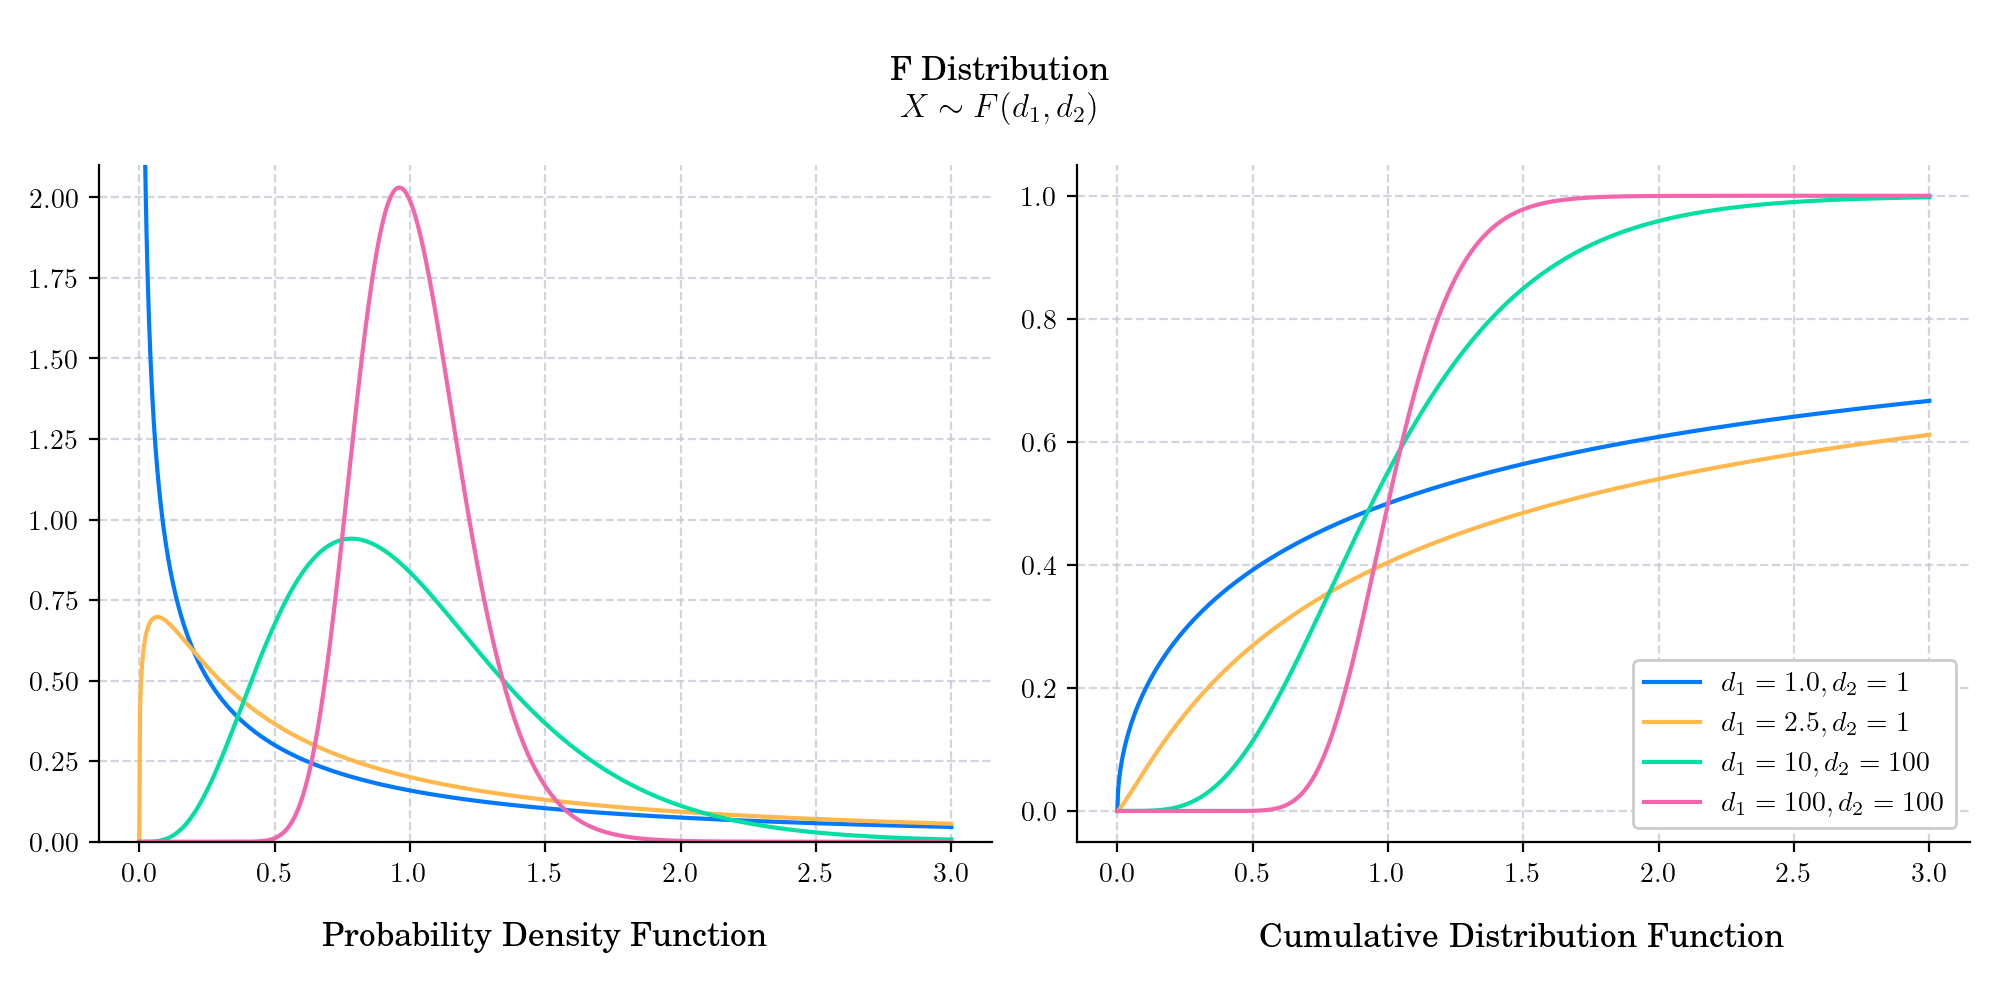 F Distribution
X ∼ F(d₁, d₂)
2.00
1.75
1.50
1.25
1.00
0.75
0.50
0.25
0.00
0.0 0.5 1.0 1.5 2.0 2.5 3.0
Probability Density Function
1.0
0.8
0.6
0.4
0.2
0.0
0.0 0.5 1.0 1.5 2.0 2.5 3.0
d₁ = 1.0, d₂ = 1
d₁ = 2.5, d₂ = 1
d₁ = 10, d₂ = 100
d₁ = 100, d₂ = 100
Cumulative Distribution Function